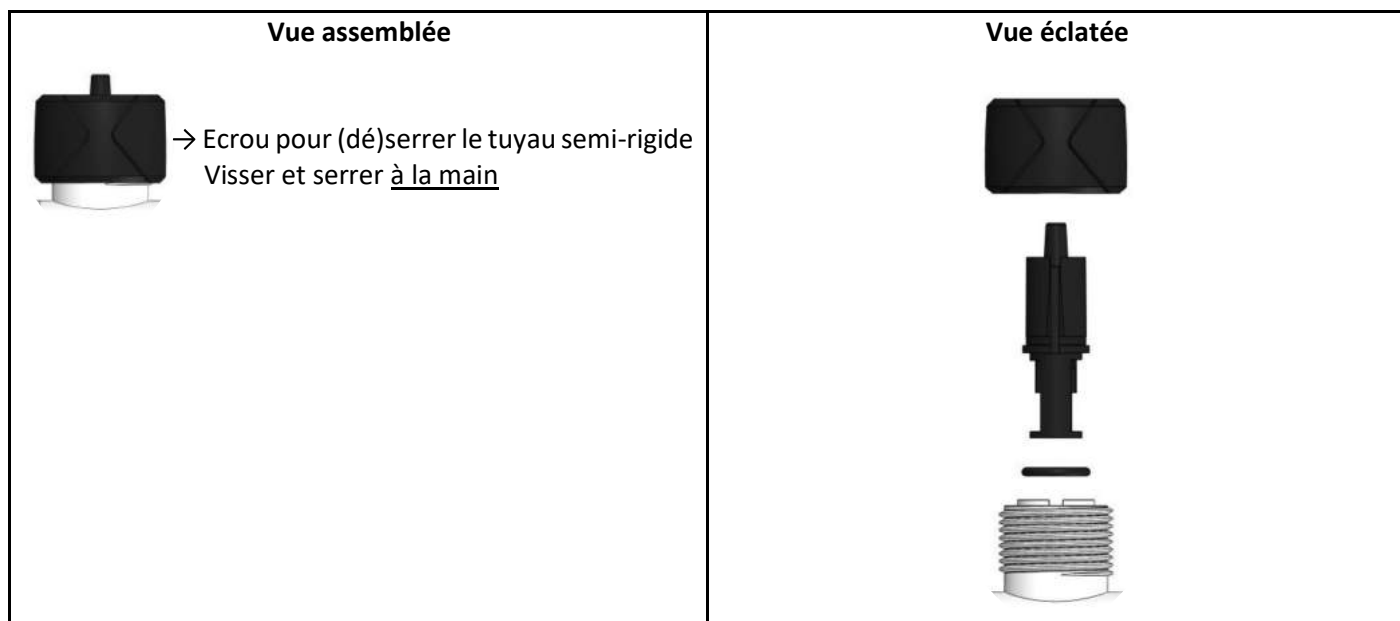 Vue assemblée
Vue éclatée
→ Ecrou pour (dé)serrer le tuyau semi-rigide
Visser et serrer à la main